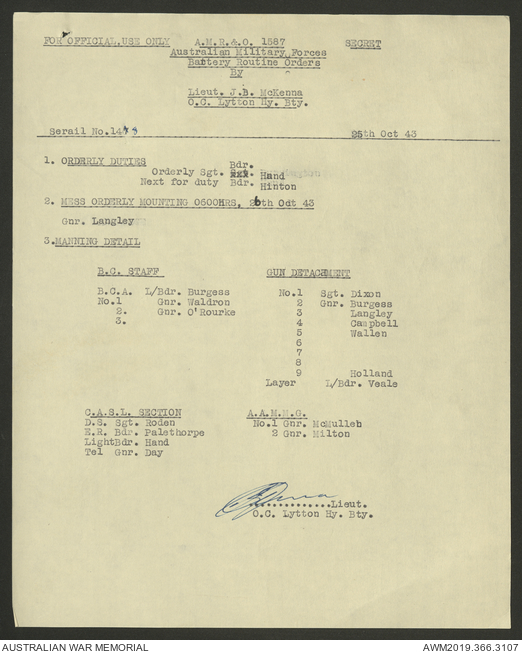 FOR OFFICIAL USE ONLY A.M.R.&.O. 1587 SECRET
Australian Military Forces
Battery Routine Orders
By
Lieut. J.B. McKenna
O.C. Lytton Hy. Bty.
Serail No. 25th Oct 43
1. ORDERLY DUTIES
Orderly Sgt. Bdr. Hand
Next for duty Bdr. Hinton
2. MESS ORDERLY MOUNTING 0600HRS, 26th Oct 43
Gnr. Langley
3.MANNING DETAIL
B.C. STAFF
B.C.A. L/Bdr. Burgess
No.1 Gnr. Waldron
2. Gnr. O'Rourke
3.
GUN DETACHMENT
No.1 Sgt. Dixon
2 Gnr. Burgess
3 Langley
4 Campbell
5 Wallen
6
7
8
9 Holland
Layer L/Bdr. Veale
C.A.S.L. SECTION
D.S. Sgt. Roden
E.R. Bdr. Palethorpe
LightBdr. Hand
Tel Gnr. Day
A.A.M.M.G.
No.1 Gnr. McMulleh
2 Gnr. Milton
.............Lieut.
O.C. Lytton Hy. Bty.
AUSTRALIAN WAR MEMORIAL AWM2019.366.3107